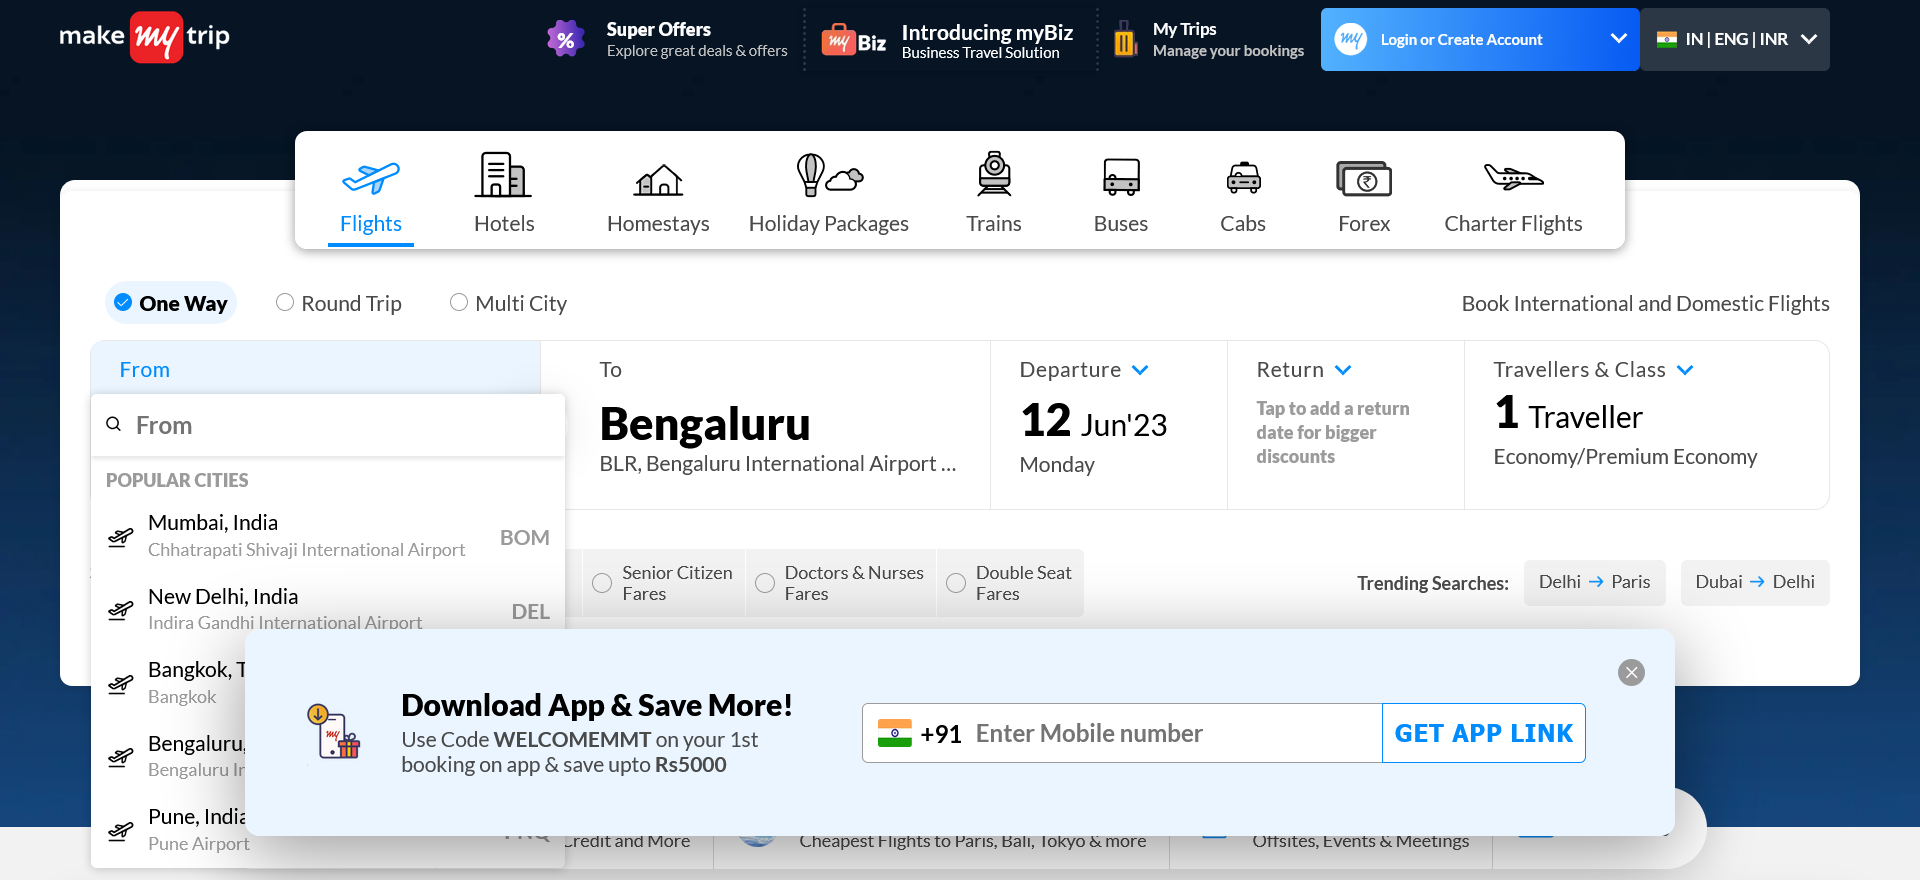 make my trip
Super Offers
Explore great deals & offers
my Biz
Introducing myBiz
Business Travel Solution
My Trips
Manage your bookings
my
Login or Create Account
IN | ENG | INR
Flights
Hotels
Homestays
Holiday Packages
Trains
Buses
Cabs
Forex
Charter Flights
One Way
Round Trip
Multi City
Book International and Domestic Flights
From
To
Departure
Return
Travellers & Class
From
Bengaluru
BLR, Bengaluru International Airport ...
12 Jun'23
Monday
Tap to add a return
date for bigger
discounts
1 Traveller
Economy/Premium Economy
POPULAR CITIES
Mumbai, India
Chhatrapati Shivaji International Airport
BOM
New Delhi, India
Indira Gandhi International Airport
DEL
Bangkok, T
Bangkok
Bengaluru,
Bengaluru In
Pune, India
Pune Airport
PNQ
Senior Citizen
Fares
Doctors & Nurses
Fares
Double Seat
Fares
Trending Searches:
Delhi → Paris
Dubai → Delhi
my
Download App & Save More!
Use Code WELCOMEMMT on your 1st
booking on app & save upto Rs5000
+91
Enter Mobile number
GET APP LINK
Credit and More
Cheapest Flights to Paris, Bali, Tokyo & more
Offsites, Events & Meetings